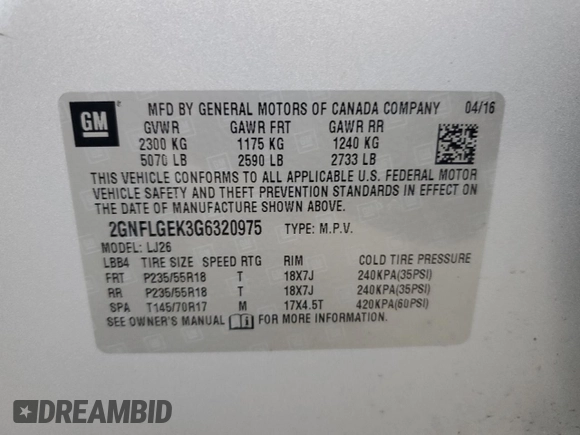 GM
MFD BY GENERAL MOTORS OF CANADA COMPANY 04/16
GVWR GAWR FRT GAWR RR
2300 KG 1175 KG 1240 KG
5070 LB 2590 LB 2733 LB
THIS VEHICLE CONFORMS TO ALL APPLICABLE U.S. FEDERAL MOTOR
VEHICLE SAFETY AND THEFT PREVENTION STANDARDS IN EFFECT ON
THE DATE OF MANUFACTURE SHOWN ABOVE.
2GNFLGEK3G6320975 TYPE: M.P.V.
MODEL: LJ26
LBB4 TIRE SIZE SPEED RTG RIM COLD TIRE PRESSURE
FRT P235/55R18 T 18X7J 240KPA(35PSI)
RR P235/55R18 T 18X7J 240KPA(35PSI)
SPA T145/70R17 M 17X4.5T 420KPA(60PSI)
SEE OWNER'S MANUAL FOR MORE INFORMATION.
DREAMBID